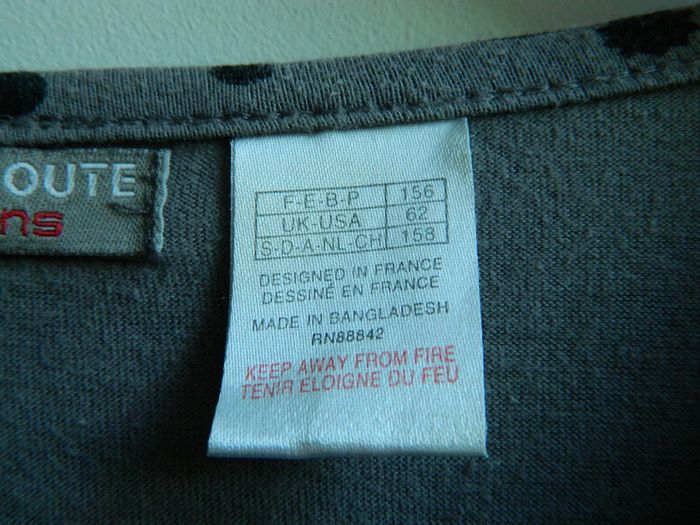 OUTE
ns
F-E-B-P 156
UK-USA 62
S-D-A-NL-CH 158
DESIGNED IN FRANCE
DESSINÉ EN FRANCE
MADE IN BANGLADESH
RN88842
KEEP AWAY FROM FIRE
TENIR ELOIGNE DU FEU